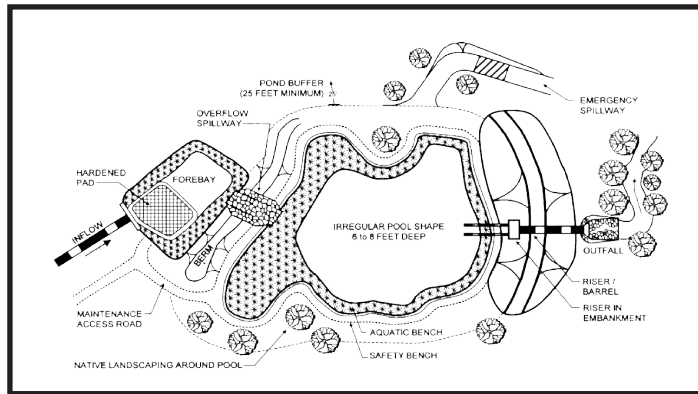 POND BUFFER
(25 FEET MINIMUM) 25'
OVERFLOW
SPILLWAY
EMERGENCY
SPILLWAY
HARDENED
PAD
FOREBAY
INFLOW
BERM
IRREGULAR POOL SHAPE
6 to 8 FEET DEEP
OUTFALL
MAINTENANCE
ACCESS ROAD
RISER /
BARREL
RISER IN
EMBANKMENT
AQUATIC BENCH
SAFETY BENCH
NATIVE LANDSCAPING AROUND POOL